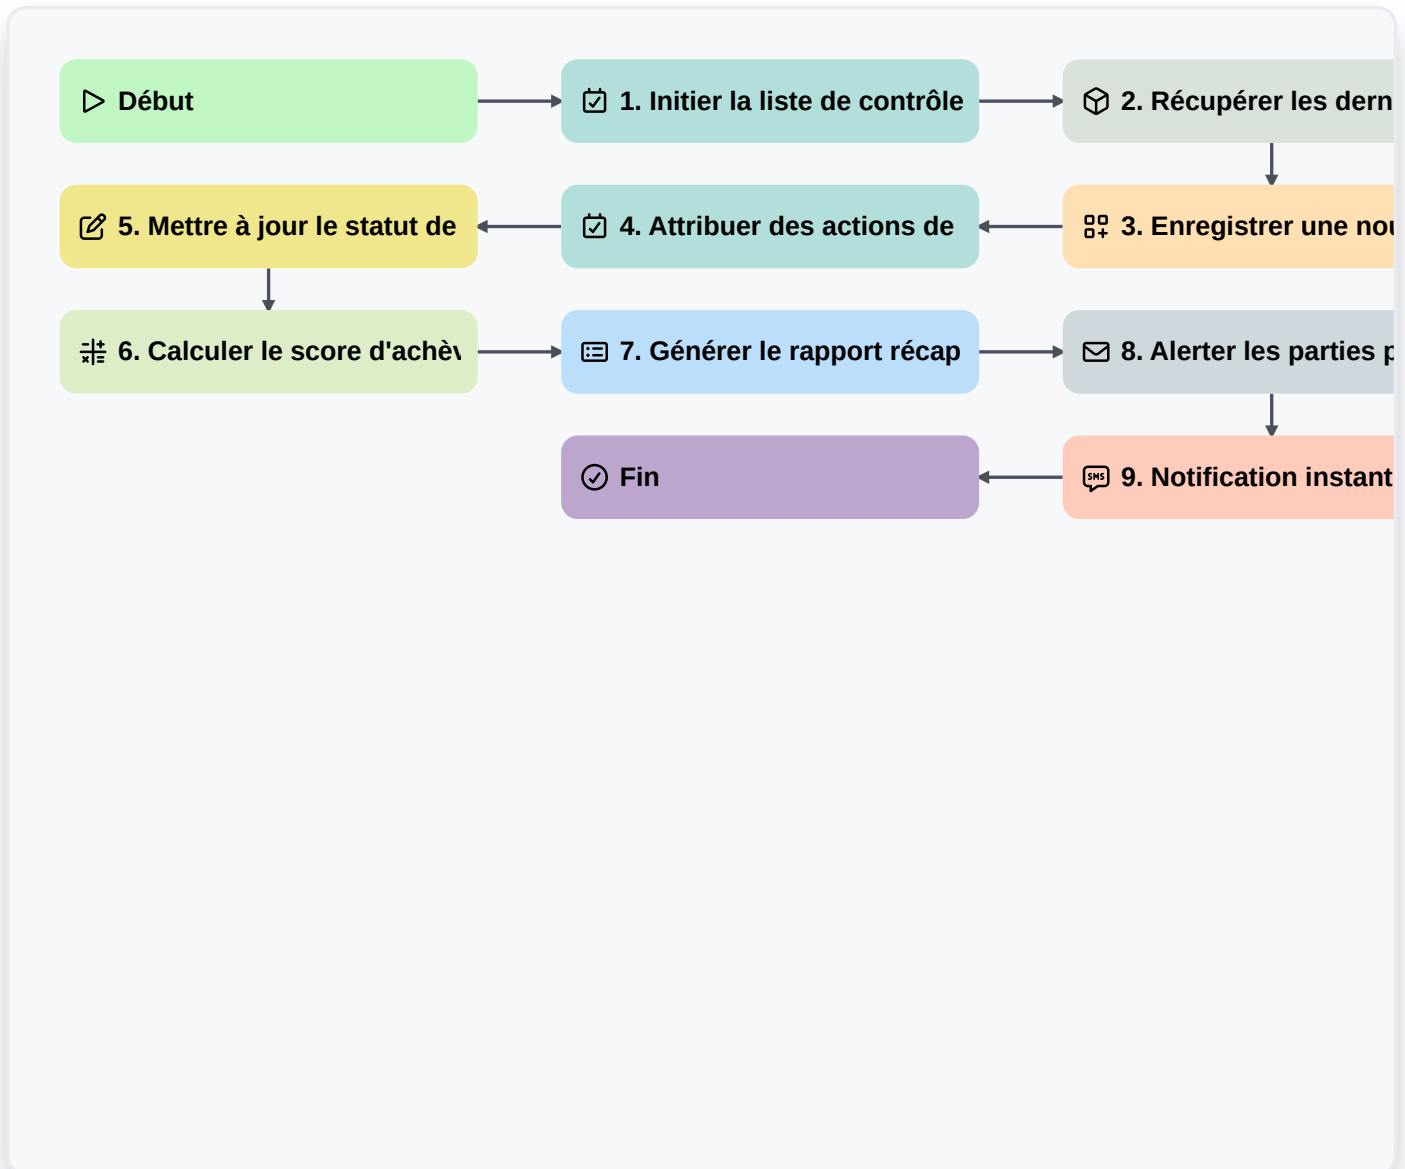 Début
1. Initier la liste de contrôle
2. Récupérer les dern
5. Mettre à jour le statut de
4. Attribuer des actions de
3. Enregistrer une nou
6. Calculer le score d'achèv
7. Générer le rapport récap
8. Alerter les parties p
Fin
SMS
9. Notification instant